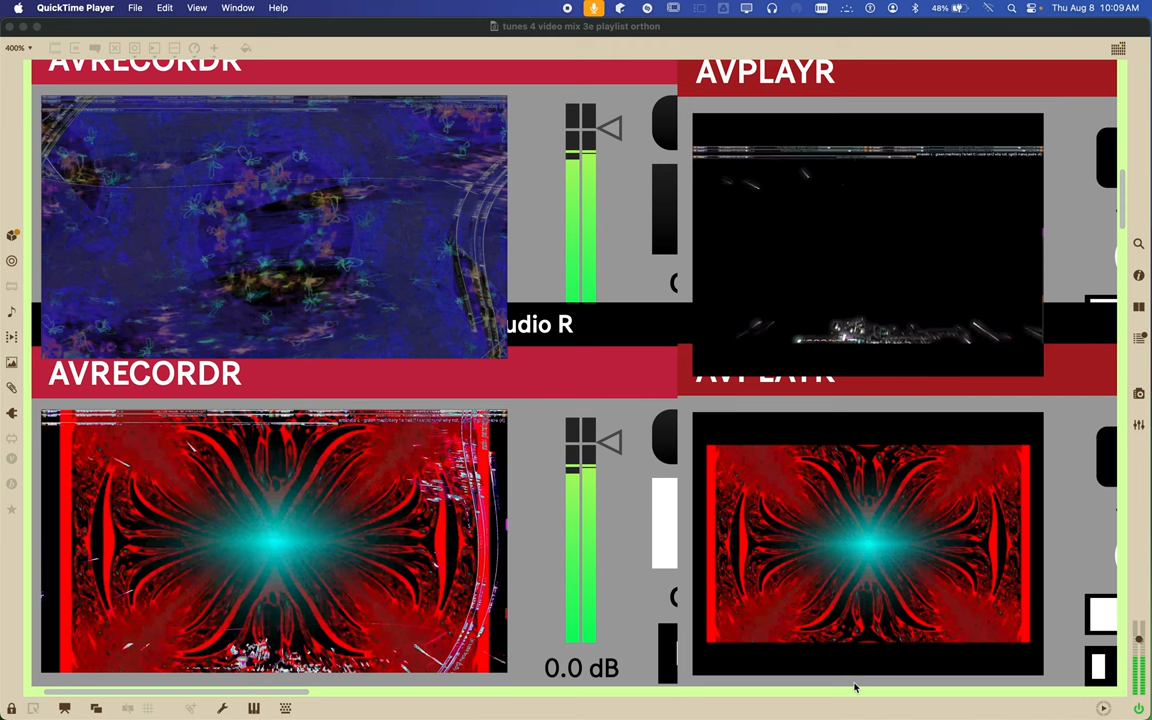 QuickTime Player File Edit View Window Help 48% Thu Aug 8 10:09 AM
tunes 4 video mix 3e playlist orthon
400%
AVRECORDR
AVPLAYR
udio R
AVRECORDR
AVPLAYR
0.0 dB